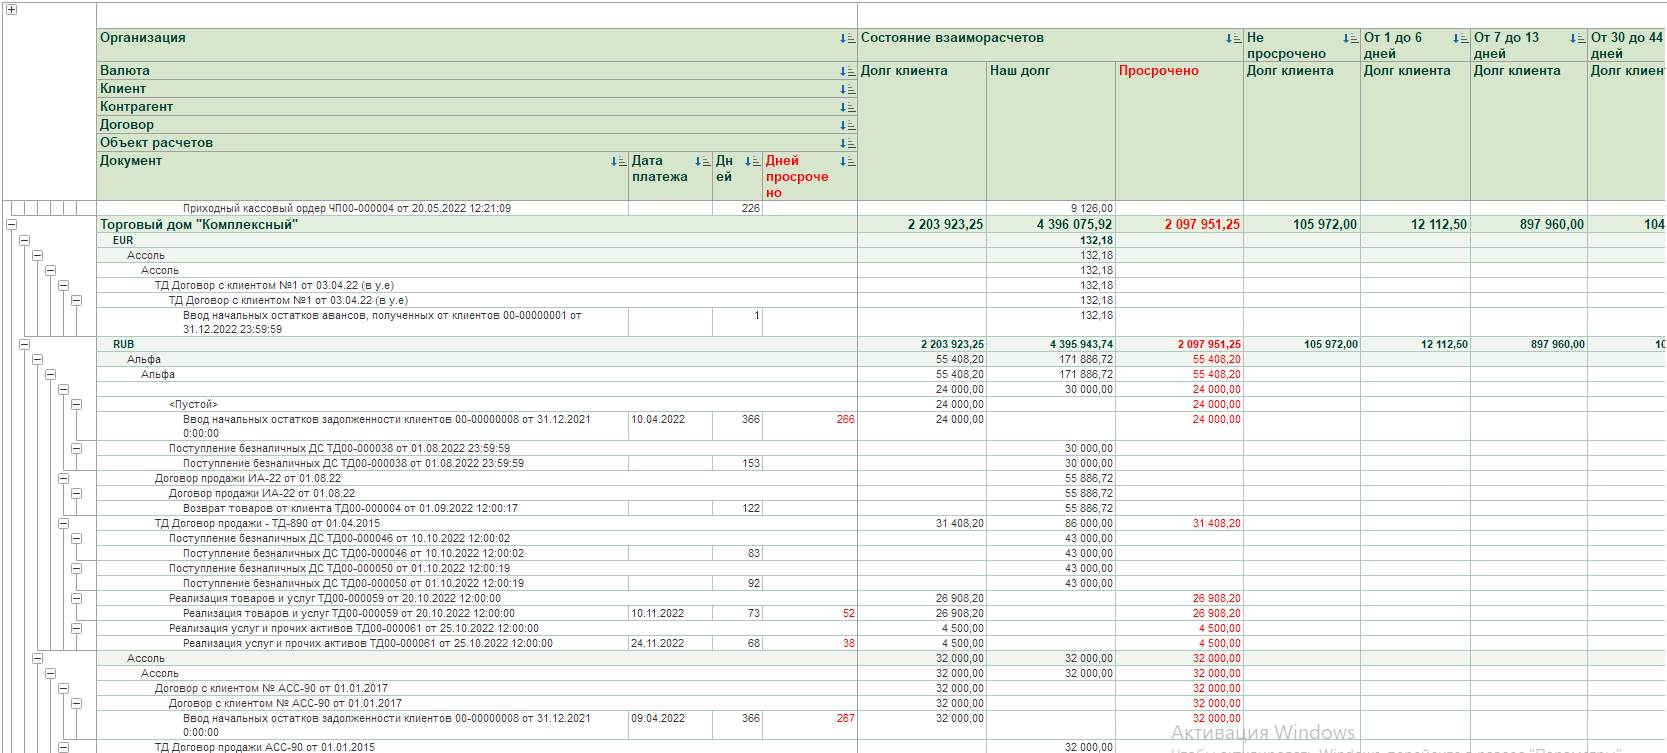 Организация Состояние взаиморасчетов Не просрочено От 1 до 6 дней От 7 до 13 дней От 30 до 44 дней
Валюта Долг клиента Наш долг Просрочено Долг клиента Долг клиента Долг клиента Долг клиен
Клиент
Контрагент
Договор
Объект расчетов
Документ Дата платежа Дн ей Дней просроче но
Приходный кассовый ордер ЧП00-000004 от 20.05.2022 12:21:09 226 9 126,00
Торговый дом "Комплексный" 2 203 923,25 4 396 075,92 2 097 951,25 105 972,00 12 112,50 897 960,00 104
EUR 132,18
Ассоль 132,18
Ассоль 132,18
ТД Договор с клиентом №1 от 03.04.22 (в у.е) 132,18
ТД Договор с клиентом №1 от 03.04.22 (в у.е) 132,18
Ввод начальных остатков авансов, полученных от клиентов 00-00000001 от 1 132,18
31.12.2022 23:59:59
RUB 2 203 923,25 4 395 943,74 2 097 951,25 105 972,00 12 112,50 897 960,00 10
Альфа 55 408,20 171 886,72 55 408,20
Альфа 55 408,20 171 886,72 55 408,20
24 000,00 30 000,00 24 000,00
<Пустой> 24 000,00 24 000,00
Ввод начальных остатков задолженности клиентов 00-00000008 от 31.12.2021 10.04.2022 366 266 24 000,00 24 000,00
0:00:00
Поступление безналичных ДС ТД00-000038 от 01.08.2022 23:59:59 30 000,00
Поступление безналичных ДС ТД00-000038 от 01.08.2022 23:59:59 153 30 000,00
Договор продажи ИА-22 от 01.08.22 55 886,72
Договор продажи ИА-22 от 01.08.22 55 886,72
Возврат товаров от клиента ТД00-000004 от 01.09.2022 12:00:17 122 55 886,72
ТД Договор продажи - ТД-890 от 01.04.2015 31 408,20 86 000,00 31 408,20
Поступление безналичных ДС ТД00-000046 от 10.10.2022 12:00:02 43 000,00
Поступление безналичных ДС ТД00-000046 от 10.10.2022 12:00:02 83 43 000,00
Поступление безналичных ДС ТД00-000050 от 01.10.2022 12:00:19 43 000,00
Поступление безналичных ДС ТД00-000050 от 01.10.2022 12:00:19 92 43 000,00
Реализация товаров и услуг ТД00-000059 от 20.10.2022 12:00:00 26 908,20 26 908,20
Реализация товаров и услуг ТД00-000059 от 20.10.2022 12:00:00 10.11.2022 73 52 26 908,20 26 908,20
Реализация услуг и прочих активов ТД00-000061 от 25.10.2022 12:00:00 4 500,00 4 500,00
Реализация услуг и прочих активов ТД00-000061 от 25.10.2022 12:00:00 24.11.2022 68 38 4 500,00 4 500,00
Ассоль 32 000,00 32 000,00 32 000,00
Ассоль 32 000,00 32 000,00 32 000,00
Договор с клиентом № АСС-90 от 01.01.2017 32 000,00 32 000,00
Договор с клиентом № АСС-90 от 01.01.2017 32 000,00 32 000,00
Ввод начальных остатков задолженности клиентов 00-00000008 от 31.12.2021 09.04.2022 366 267 32 000,00 32 000,00
0:00:00
Активация Windows
ТД Договор продажи АСС-90 от 01.01.2015 32 000,00